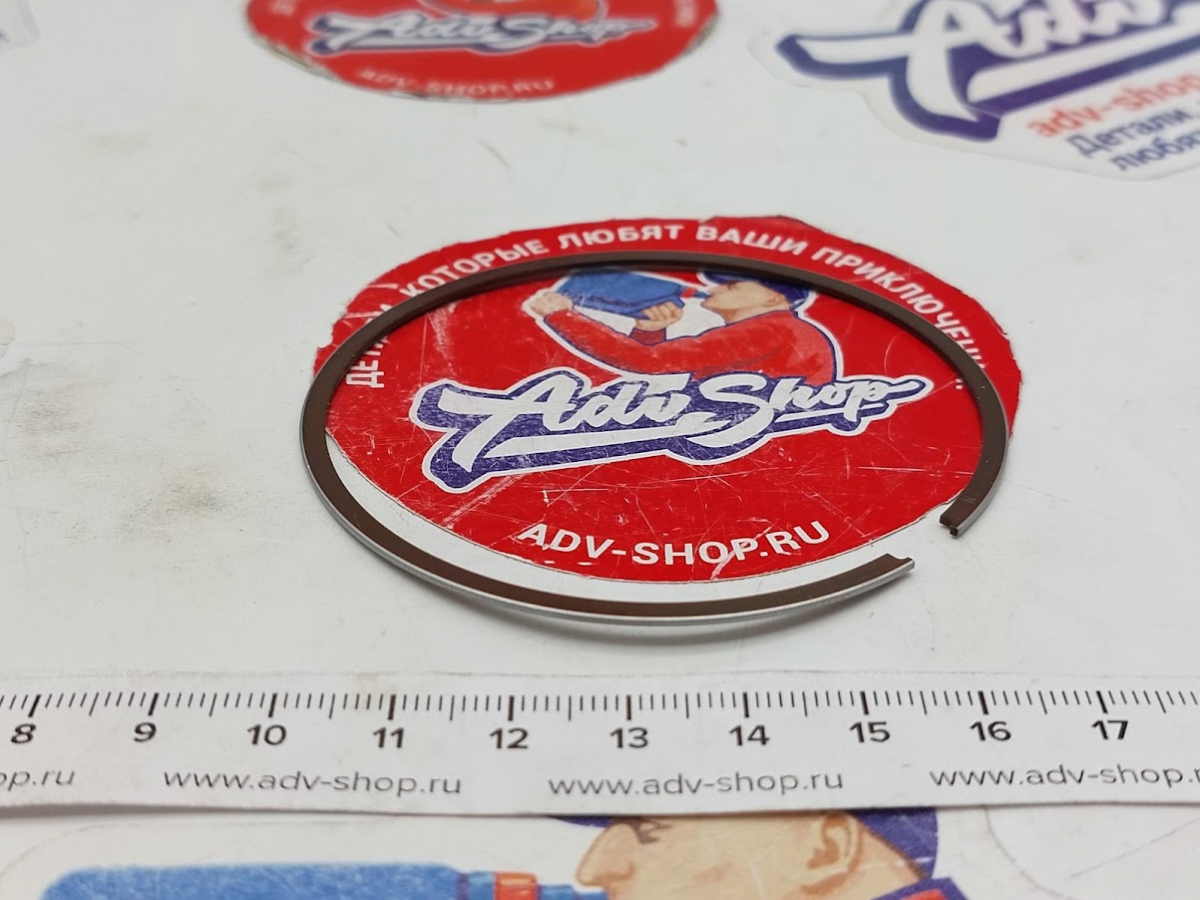 Adv Shop
ADV-SHOP.RU
Adv
adv-shop
Детали,
любя
КОТОРЫЕ ЛЮБЯТ ВАШИ ПРИКЛЮЧЕНИ
Adv Shop
ADV-SHOP.RU
8 9 10 11 12 13 14 15 16 17
op.ru www.adv-shop.ru www.adv-shop.ru www.adv-shop.r